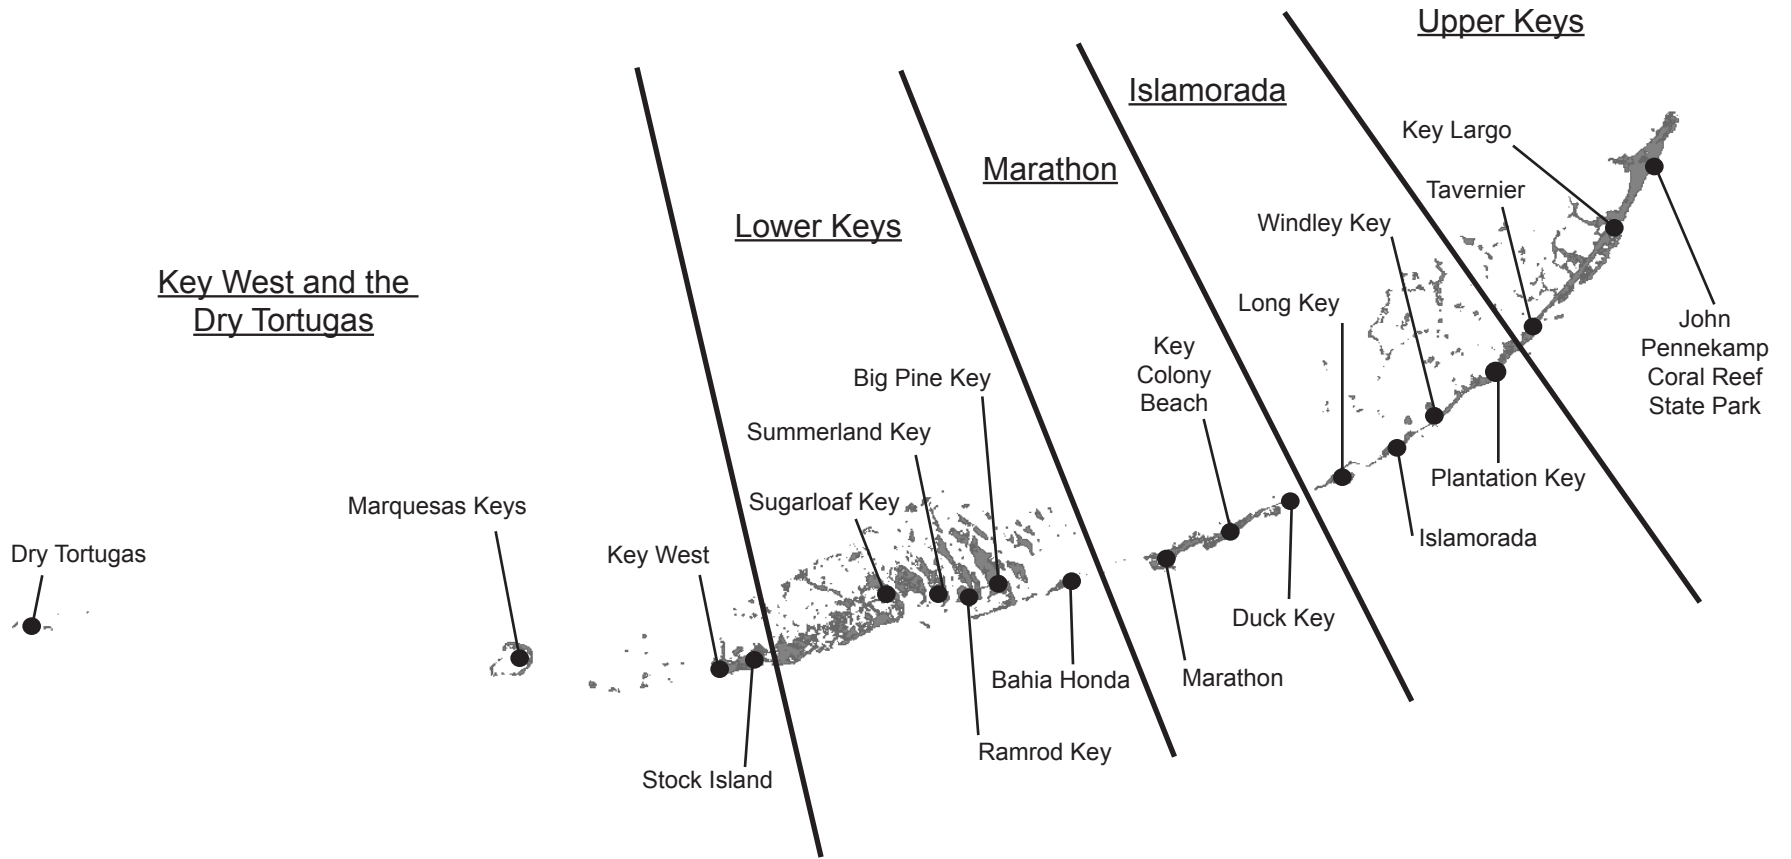 Upper Keys
Islamorada
Marathon
Lower Keys
Key West and the
Dry Tortugas
Key Largo
Tavernier
Windley Key
Long Key
Key
Colony
Beach
Big Pine Key
Summerland Key
Sugarloaf Key
Marquesas Keys
Key West
Dry Tortugas
John
Pennekamp
Coral Reef
State Park
Plantation Key
Islamorada
Duck Key
Marathon
Bahia Honda
Ramrod Key
Stock Island